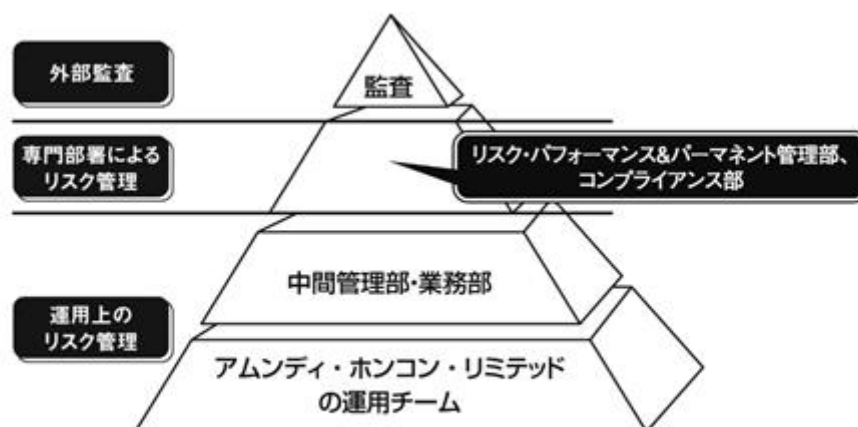 外部監査
監査
専門部署による
リスク管理
リスク・パフォーマンス&パーマネント管理部、
コンプライアンス部
中間管理部・業務部
運用上の
リスク管理
アムンディ・ホンコン・リミテッド
の運用チーム